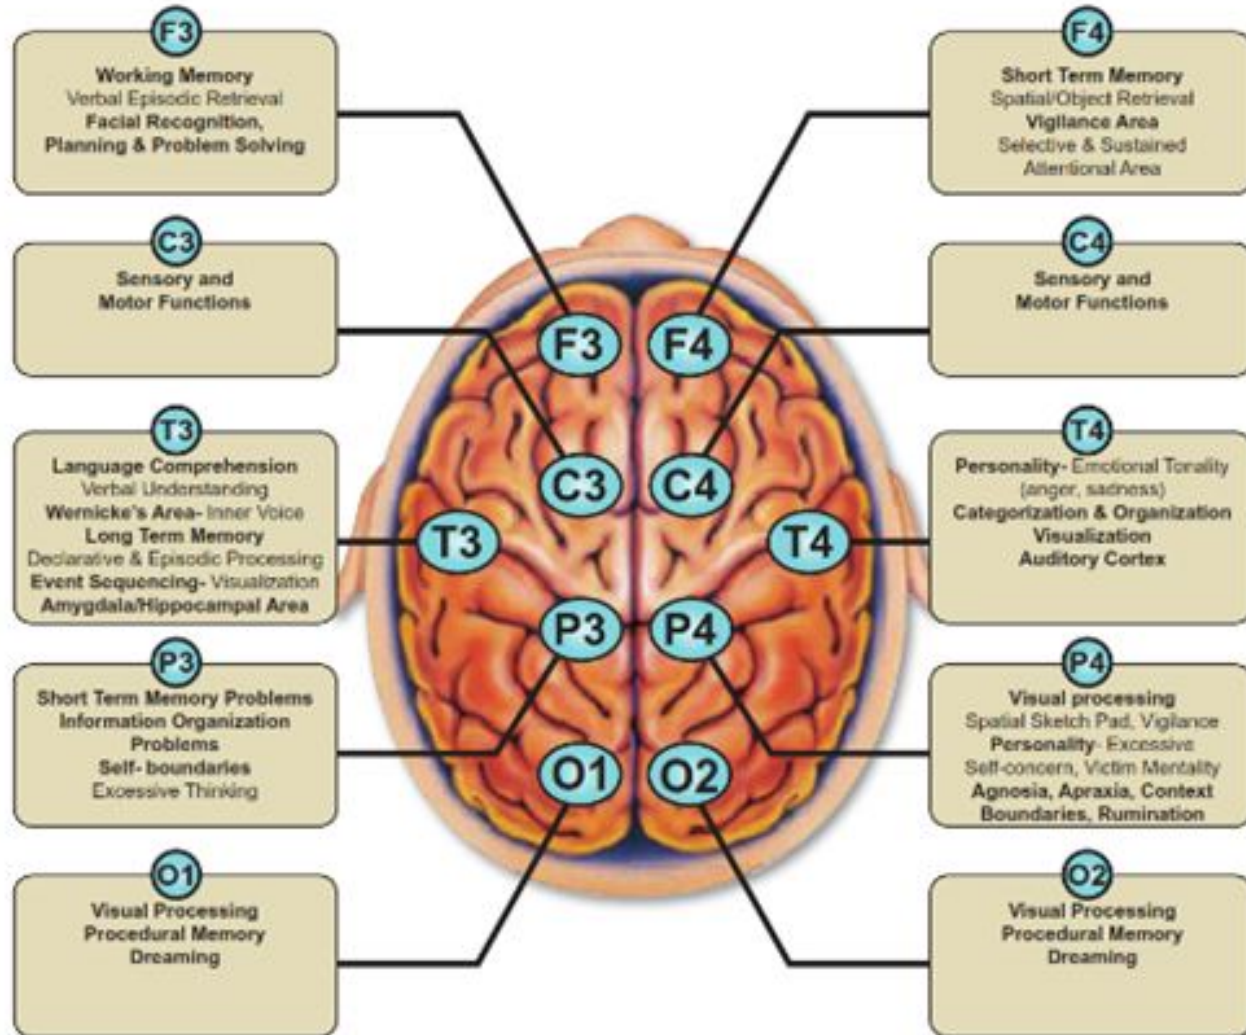 F3
Working Memory
Verbal Episodic Retrieval
Facial Recognition,
Planning & Problem Solving
F4
Short Term Memory
Spatial/Object Retrieval
Vigilance Area
Selective & Sustained
Attentional Area
C3
Sensory and
Motor Functions
C4
Sensory and
Motor Functions
T3
Language Comprehension
Verbal Understanding
Wernicke's Area- Inner Voice
Long Term Memory
Declarative & Episodic Processing
Event Sequencing- Visualization
Amygdala/Hippocampal Area
T4
Personality- Emotional Tonality
(anger, sadness)
Categorization & Organization
Visualization
Auditory Cortex
P3
Short Term Memory Problems
Information Organization
Problems
Self- boundaries
Excessive Thinking
P4
Visual processing
Spatial Sketch Pad, Vigilance
Personality- Excessive
Self-concern, Victim Mentality
Agnosia, Apraxia, Context
Boundaries, Rumination
O1
Visual Processing
Procedural Memory
Dreaming
O2
Visual Processing
Procedural Memory
Dreaming
F3 F4
C3 C4
T3 T4
P3 P4
O1 O2